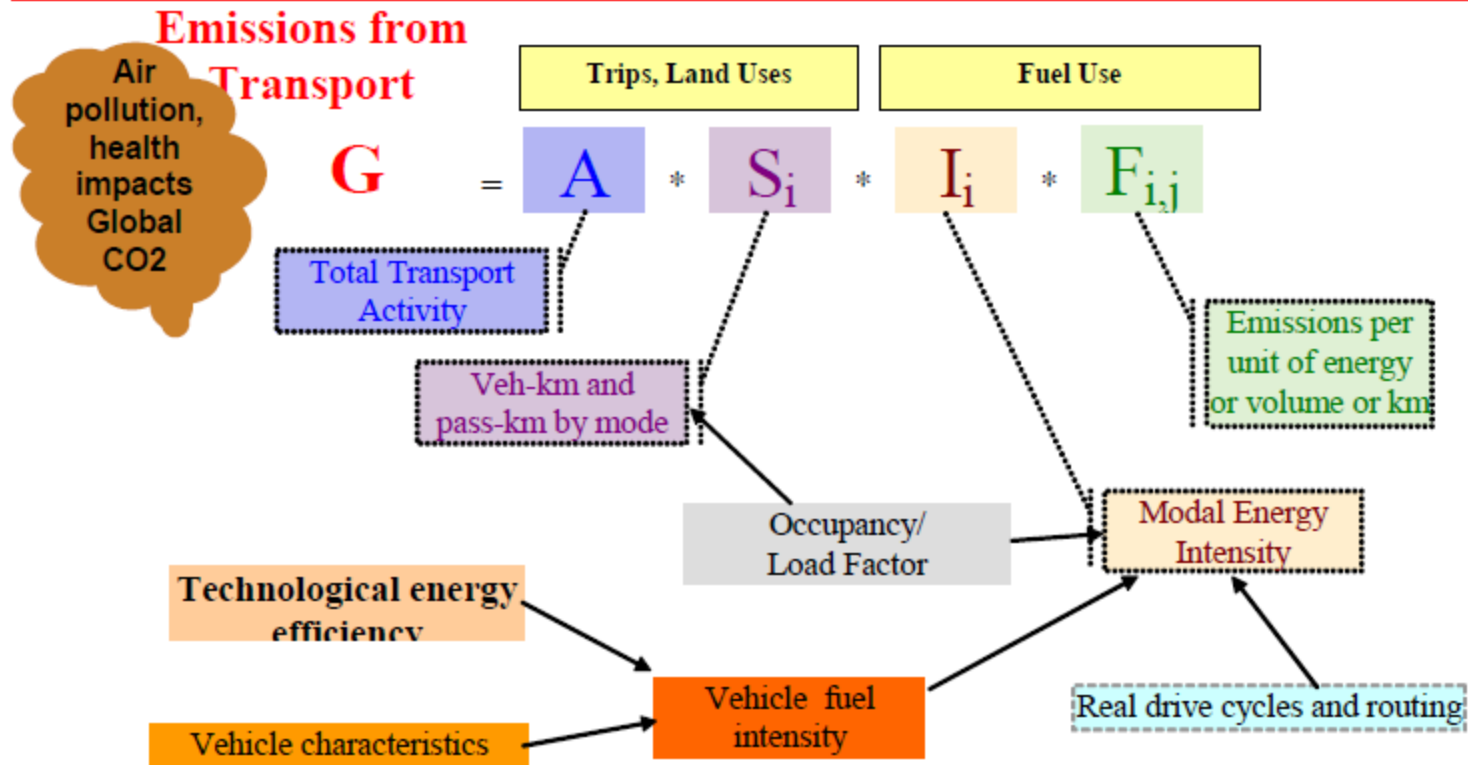 Emissions from
Transport
Air
pollution,
health
impacts
Global
CO2
Trips, Land Uses
Fuel Use
G = A * Si * Ii * Fi,j
Total Transport
Activity
Veh-km and
pass-km by mode
Emissions per
unit of energy
or volume or km
Occupancy/
Load Factor
Modal Energy
Intensity
Technological energy
efficiency
Vehicle fuel
intensity
Real drive cycles and routing
Vehicle characteristics